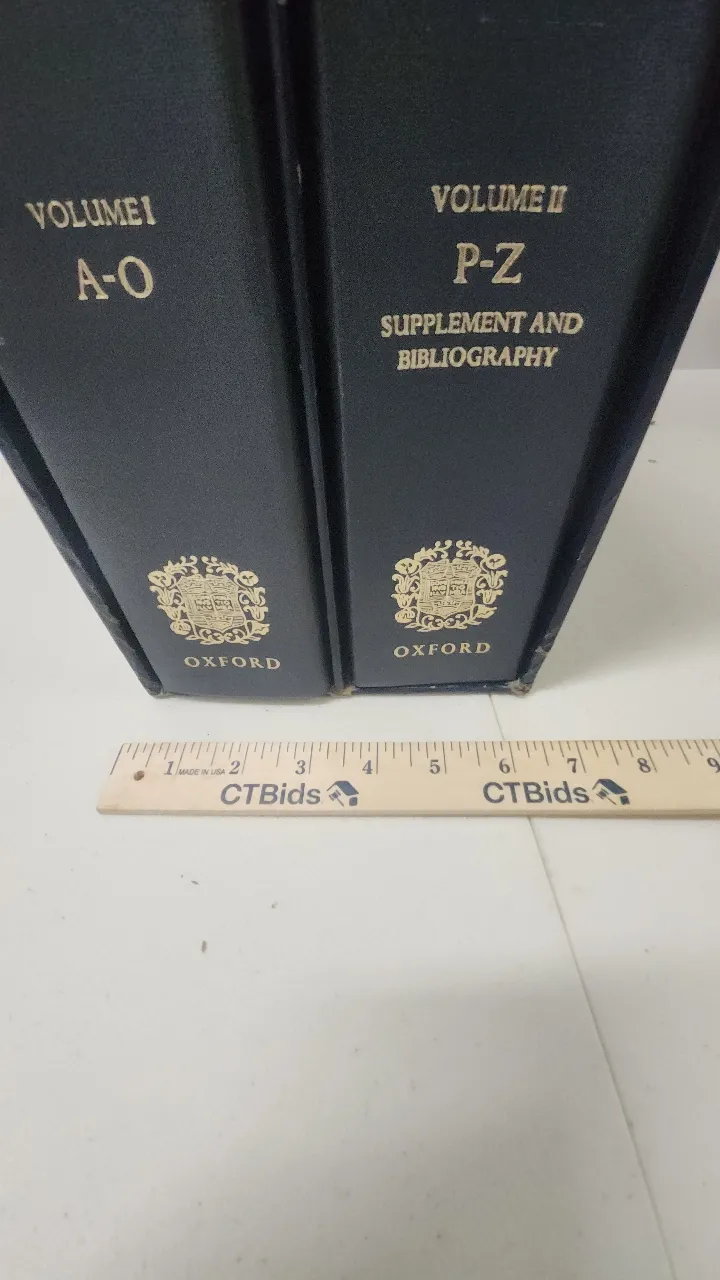 VOLUME I
A-O
OXFORD
VOLUME II
P-Z
SUPPLEMENT AND
BIBLIOGRAPHY
OXFORD
1 MADE IN USA 2 3 4 5 6 7 8 9
CTBids CTBids